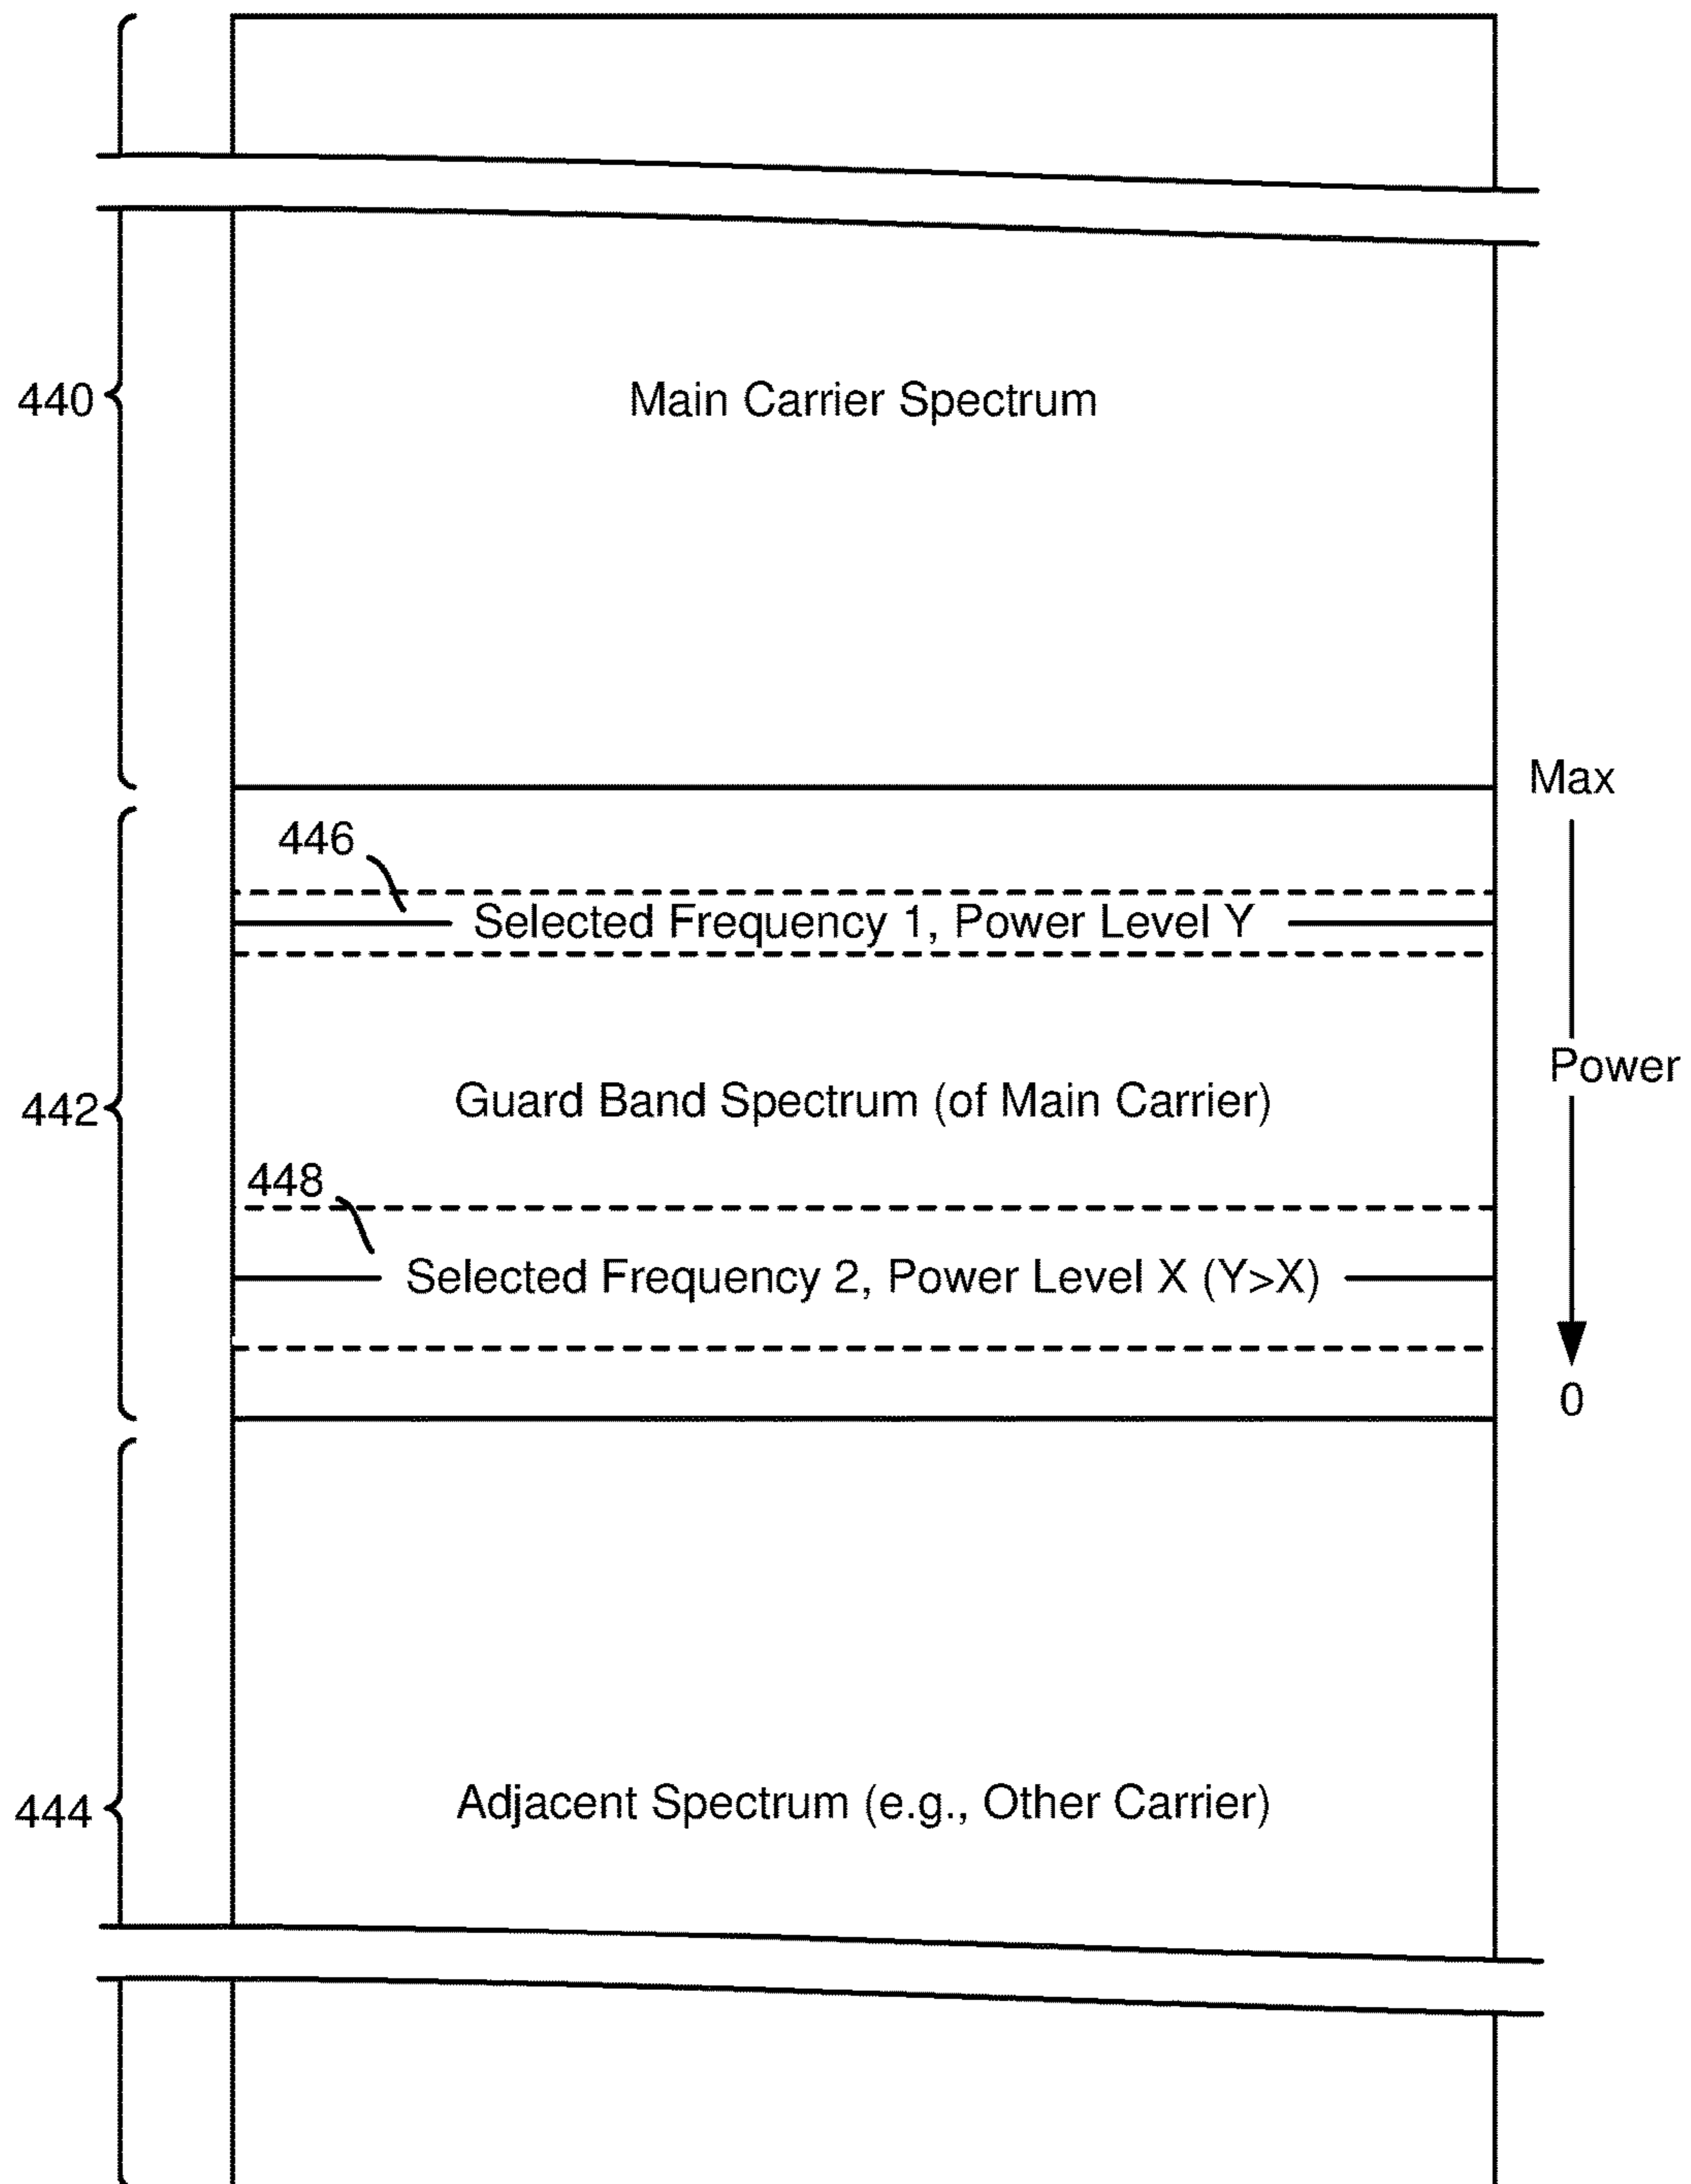 440
Main Carrier Spectrum
Max
446
Selected Frequency 1, Power Level Y
Power
442
Guard Band Spectrum (of Main Carrier)
448
Selected Frequency 2, Power Level X (Y>X)
0
444
Adjacent Spectrum (e.g., Other Carrier)